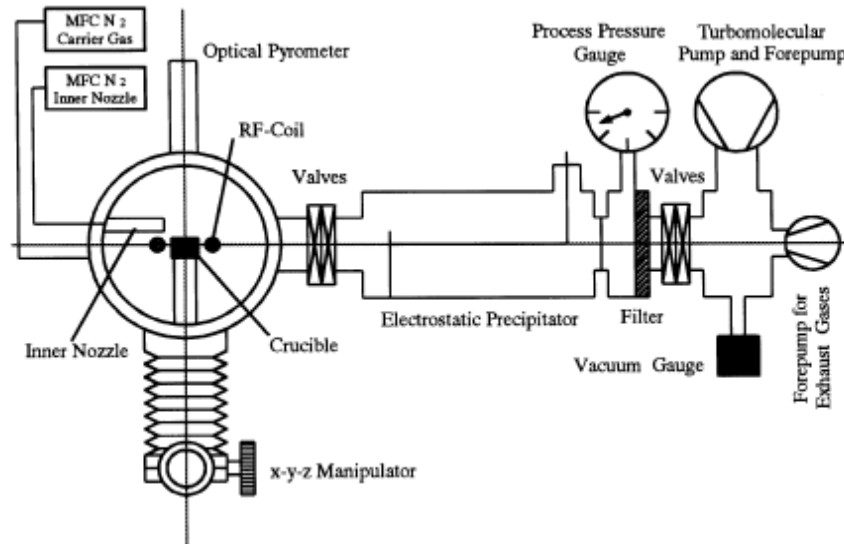 MFC N 2
Carrier Gas
MFC N 2
Inner Nozzle
Optical Pyrometer
RF-Coil
Valves
Process Pressure
Gauge
Turbomolecular
Pump and Forepump
Valves
Inner Nozzle
Crucible
Electrostatic Precipitator
Filter
Vacuum Gauge
Forepump for
Exhaust Gases
x-y-z Manipulator